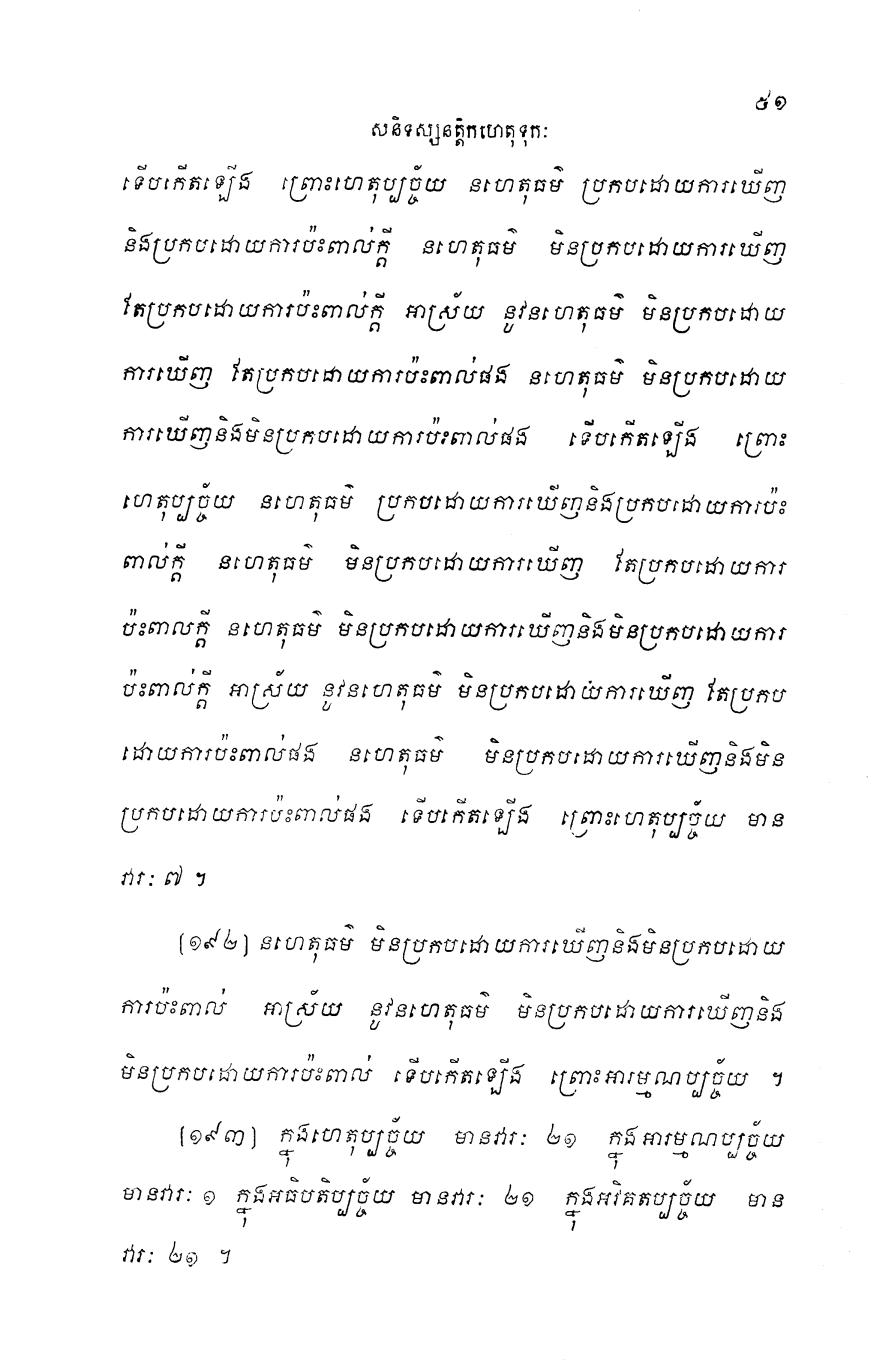 ៥១
សនិទស្សនត្តិកហេតុទុកៈ
ទើបកើតឡើង ព្រោះហេតុប្បច្ច័យ នហេតុធម៌ ប្រកបដោយការឃើញ
និងប្រកបដោយការប៉ះពាល់ក្តី នហេតុធម៌ មិនប្រកបដោយការឃើញ
តែប្រកបដោយការប៉ះពាល់ក្តី អាស្រ័យ នូវនហេតុធម៌ មិនប្រកបដោយ
ការឃើញ តែប្រកបដោយការប៉ះពាល់ផង នហេតុធម៌ មិនប្រកបដោយ
ការឃើញនិងមិនប្រកបដោយការប៉ះពាល់ផង ទើបកើតឡើង ព្រោះ
ហេតុប្បច្ច័យ នហេតុធម៌ ប្រកបដោយការឃើញនិងប្រកបដោយការប៉ះ
ពាល់ក្តី នហេតុធម៌ មិនប្រកបដោយការឃើញ តែប្រកបដោយការ
ប៉ះពាលក្តី នហេតុធម៌ មិនប្រកបដោយការឃើញនិងមិនប្រកបដោយការ
ប៉ះពាល់ក្តី អាស្រ័យ នូវនហេតុធម៌ មិនប្រកបដោយការឃើញ តែប្រកប
ដោយការប៉ះពាល់ផង នហេតុធម៌ មិនប្រកបដោយការឃើញនិងមិន
ប្រកបដោយការប៉ះពាល់ផង ទើបកើតឡើង ព្រោះហេតុប្បច្ច័យ មាន
វារៈ ៧ ។
[១៩២] នហេតុធម៌ មិនប្រកបដោយការឃើញនិងមិនប្រកបដោយ
ការប៉ះពាល់ អាស្រ័យ នូវនហេតុធម៌ មិនប្រកបដោយការឃើញនិង
មិនប្រកបដោយការប៉ះពាល់ ទើបកើតឡើង ព្រោះអារម្មណប្បច្ច័យ ។
[១៩៣] ក្នុងហេតុប្បច្ច័យ មានវារៈ ២១ ក្នុងអារម្មណប្បច្ច័យ
មានវារៈ ១ ក្នុងអធិបតិប្បច្ច័យ មានវារៈ ២១ ក្នុងអវិគតប្បច្ច័យ មាន
វារៈ ២១ ។